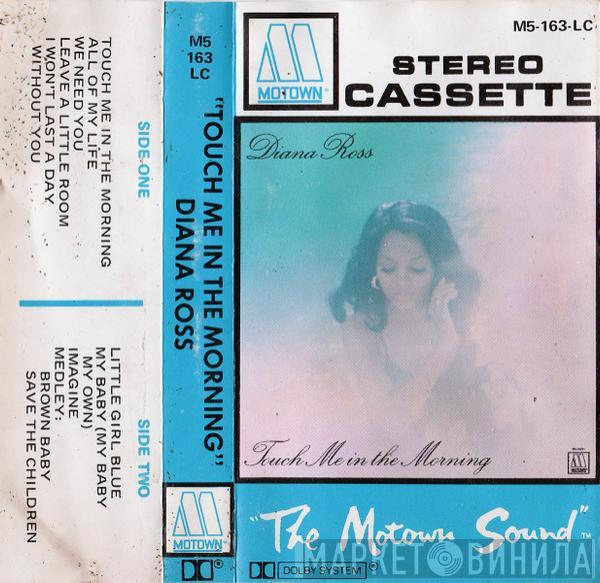 SIDE ONE
TOUCH ME IN THE MORNING
ALL OF MY LIFE
WE NEED YOU
LEAVE A LITTLE ROOM
I WON'T LAST A DAY
WITHOUT YOU
SIDE TWO
LITTLE GIRL BLUE
MY BABY (MY BABY
MY OWN)
IMAGINE
MEDLEY:
BROWN BABY
SAVE THE CHILDREN
M5
163
LC
"TOUCH ME IN THE MORNING"
DIANA ROSS
MOTOWN
MOTOWN®
M5-163-LC
STEREO
CASSETTE
Diana Ross
Touch Me in the Morning
"The Motown Sound"™
DOLBY SYSTEM®
МАРКЕТ ВИНИЛА